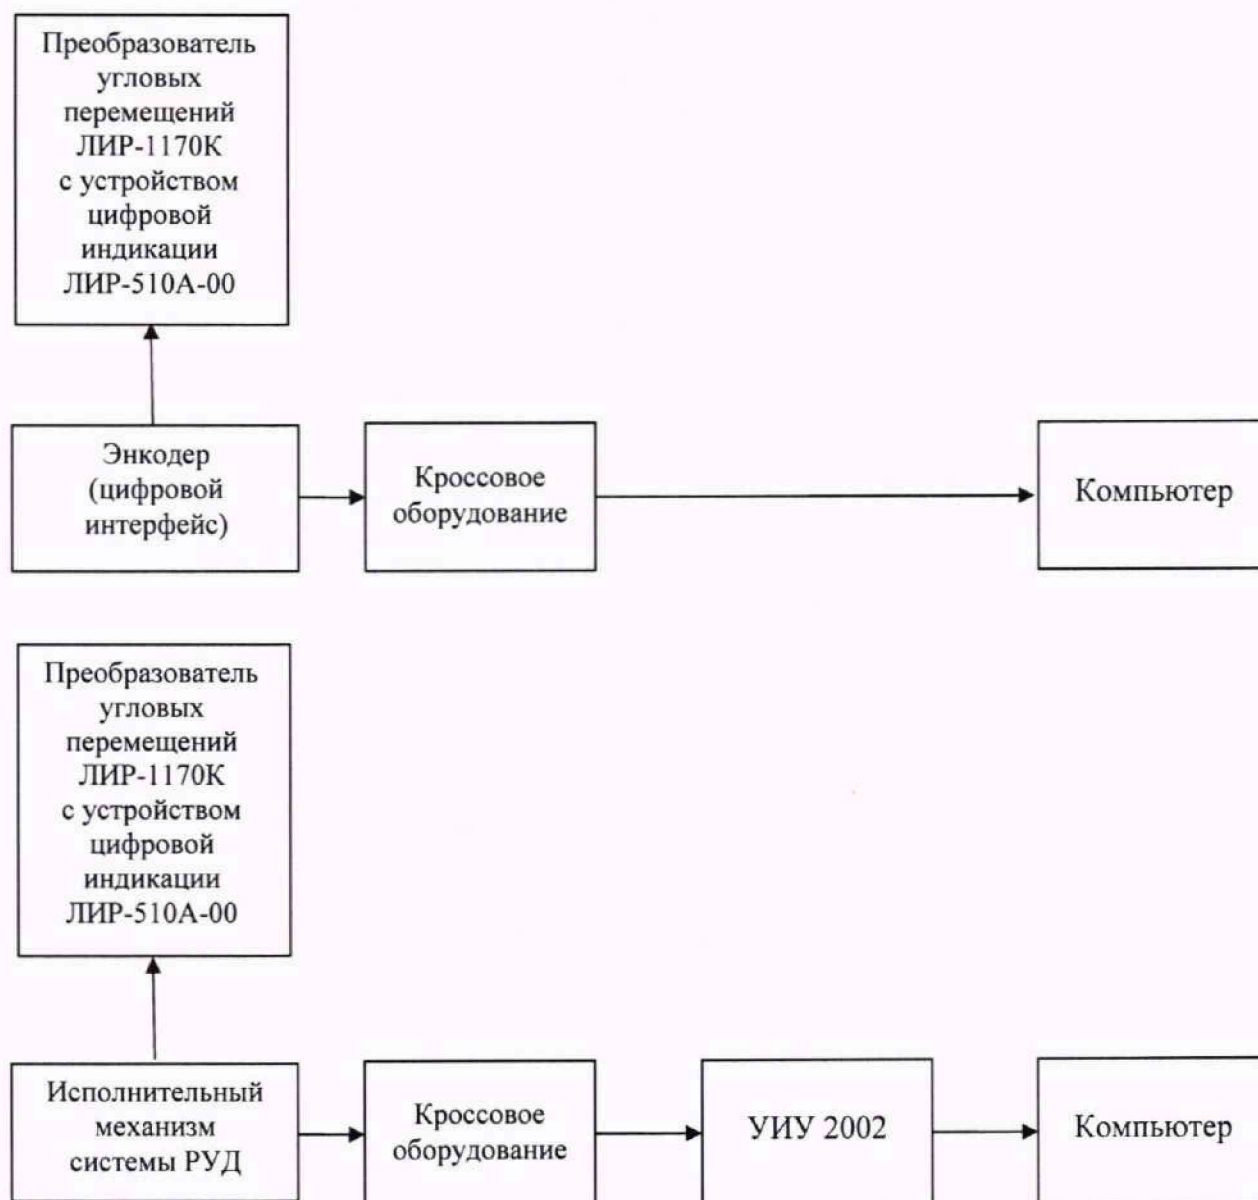 Преобразователь
угловых
перемещений
ЛИР-1170К
с устройством
цифровой
индикации
ЛИР-510А-00
Энкодер
(цифровой
интерфейс)
Кроссовое
оборудование
Компьютер
Преобразователь
угловых
перемещений
ЛИР-1170К
с устройством
цифровой
индикации
ЛИР-510А-00
Исполнительный
механизм
системы РУД
Кроссовое
оборудование
УИУ 2002
Компьютер